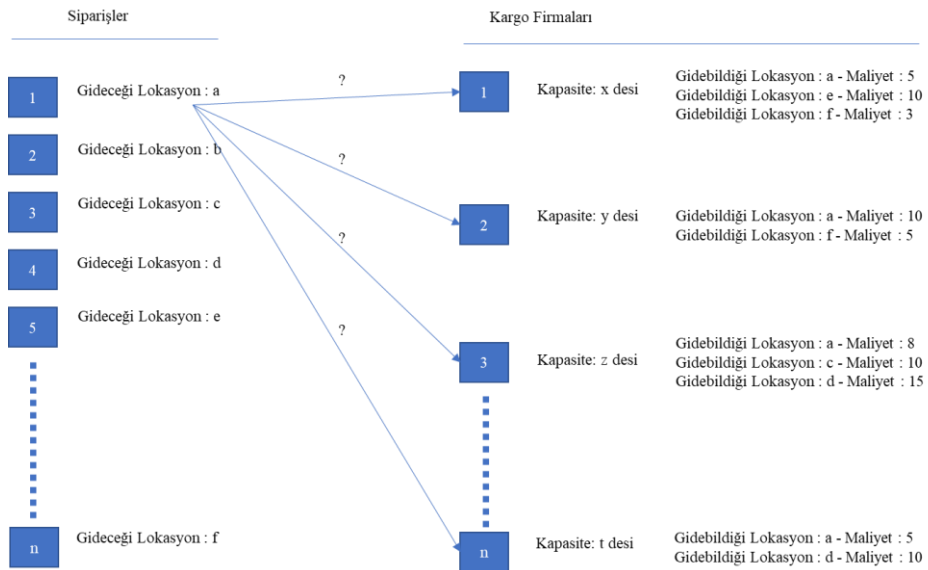 Siparişler
Kargo Firmaları
1
Gideceği Lokasyon : a
?
1
Kapasite: x desi
Gidebildiği Lokasyon : a - Maliyet : 5
Gidebildiği Lokasyon : e - Maliyet : 10
Gidebildiği Lokasyon : f - Maliyet : 3
2
Gideceği Lokasyon : b
?
3
Gideceği Lokasyon : c
?
2
Kapasite: y desi
Gidebildiği Lokasyon : a - Maliyet : 10
Gidebildiği Lokasyon : f - Maliyet : 5
4
Gideceği Lokasyon : d
5
Gideceği Lokasyon : e
?
3
Kapasite: z desi
Gidebildiği Lokasyon : a - Maliyet : 8
Gidebildiği Lokasyon : c - Maliyet : 10
Gidebildiği Lokasyon : d - Maliyet : 15
n
Gideceği Lokasyon : f
n
Kapasite: t desi
Gidebildiği Lokasyon : a - Maliyet : 5
Gidebildiği Lokasyon : d - Maliyet : 10